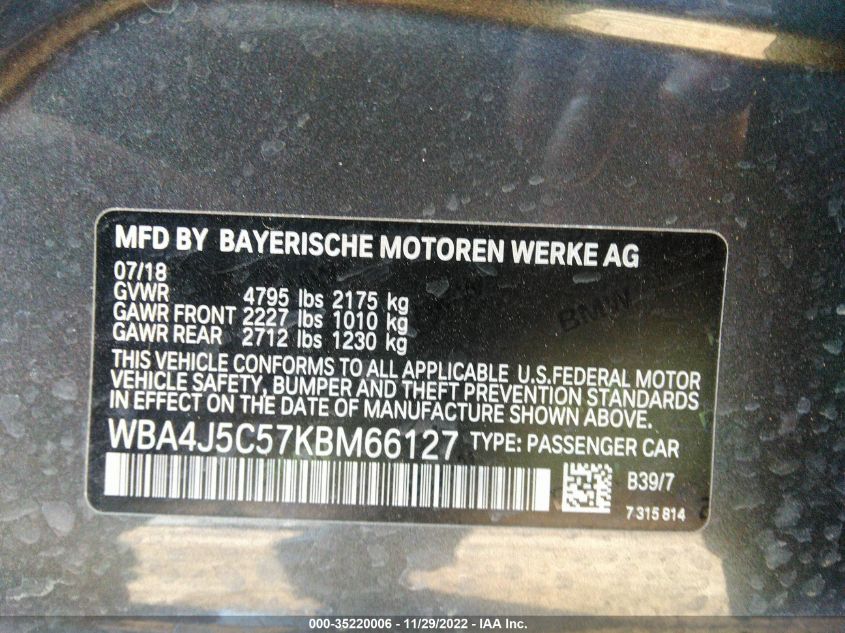 MFD BY BAYERISCHE MOTOREN WERKE AG
07/18
GVWR 4795 lbs 2175 kg
GAWR FRONT 2227 lbs 1010 kg
GAWR REAR 2712 lbs 1230 kg
THIS VEHICLE CONFORMS TO ALL APPLICABLE U.S.FEDERAL MOTOR
VEHICLE SAFETY, BUMPER AND THEFT PREVENTION STANDARDS
IN EFFECT ON THE DATE OF MANUFACTURE SHOWN ABOVE.
WBA4J5C57KBM66127 TYPE: PASSENGER CAR
B39/7
7 315 814
BMW
000-35220006 - 11/29/2022 - IAA Inc.